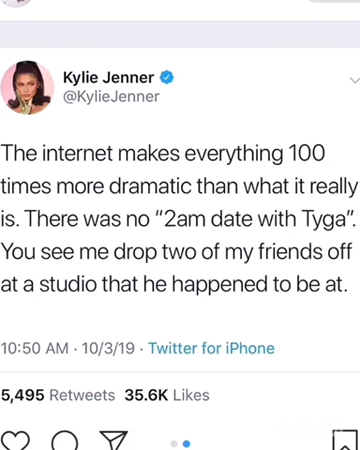 Kylie Jenner
@KylieJenner
The internet makes everything 100
times more dramatic than what it really
is. There was no “2am date with Tyga”.
You see me drop two of my friends off
at a studio that he happened to be at.
10:50 AM · 10/3/19 · Twitter for iPhone
5,495 Retweets 35.6K Likes